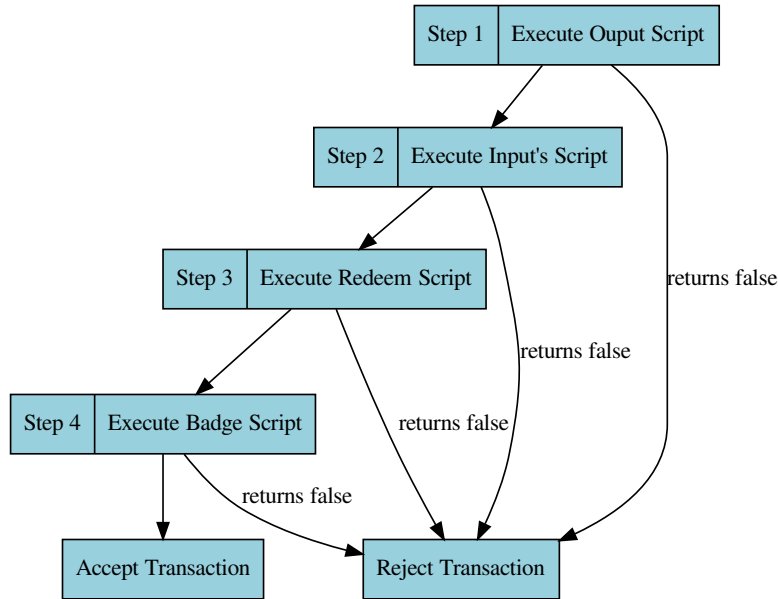 Step 1 Execute Ouput Script
Step 2 Execute Input's Script
Step 3 Execute Redeem Script
returns false
returns false
returns false
Step 4 Execute Badge Script
returns false
Accept Transaction
Reject Transaction